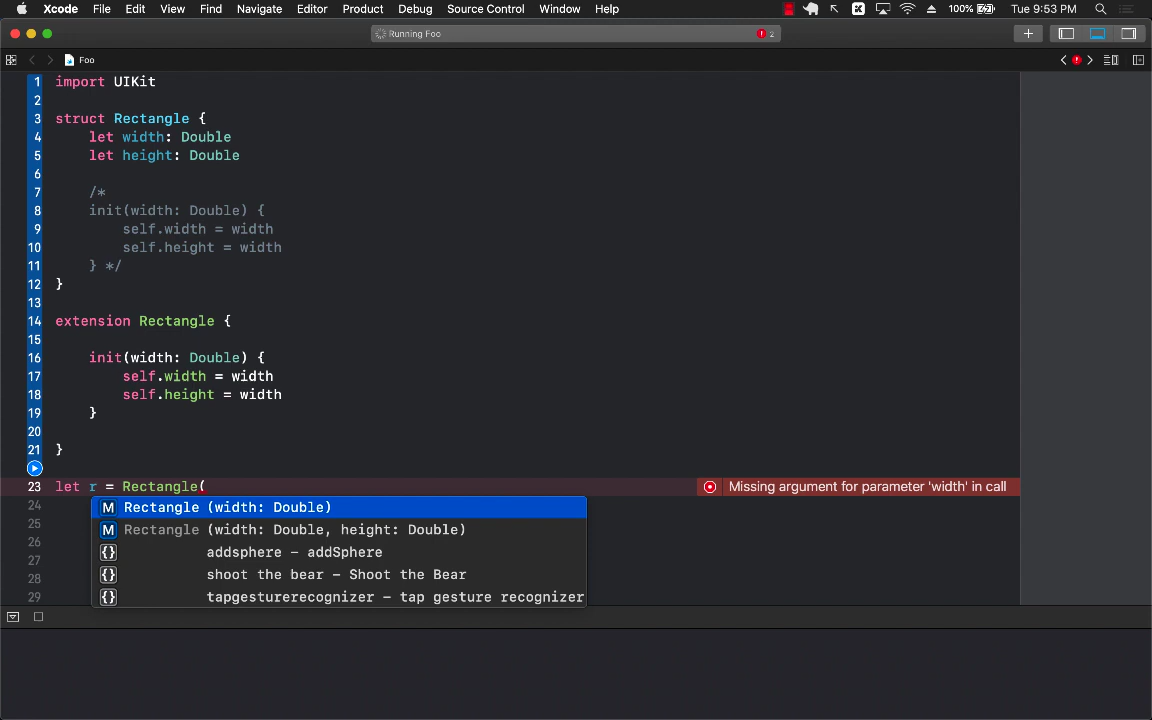 Xcode File Edit View Find Navigate Editor Product Debug Source Control Window Help 100% Tue 9:53 PM
Running Foo 2
Foo
1 import UIKit
2
3 struct Rectangle {
4 let width: Double
5 let height: Double
6
7 /*
8 init(width: Double) {
9 self.width = width
10 self.height = width
11 } */
12 }
13
14 extension Rectangle {
15
16 init(width: Double) {
17 self.width = width
18 self.height = width
19 }
20
21 }
23 let r = Rectangle( Missing argument for parameter 'width' in call
24 M Rectangle (width: Double)
25 M Rectangle (width: Double, height: Double)
26 {} addsphere – addSphere
27
28 {} shoot the bear – Shoot the Bear
29 {} tapgesturerecognizer – tap gesture recognizer